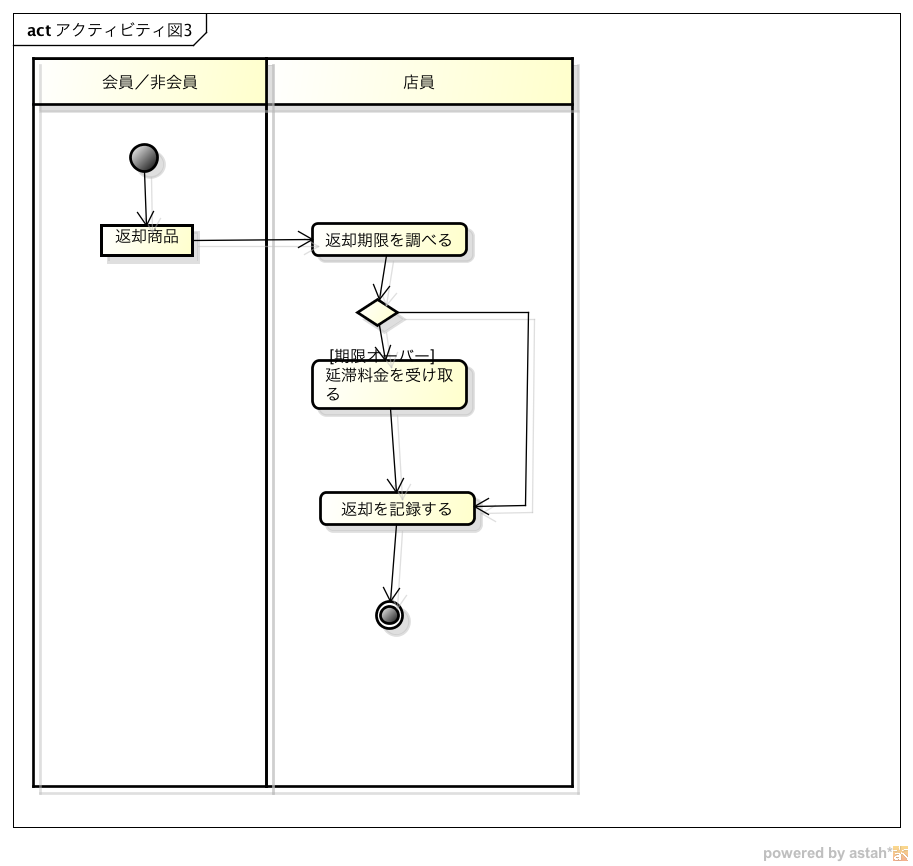 act アクティビティ図3
会員／非会員
店員
返却商品
返却期限を調べる
[期限オーバー]
延滞料金を受け取
る
返却を記録する
powered by astah*